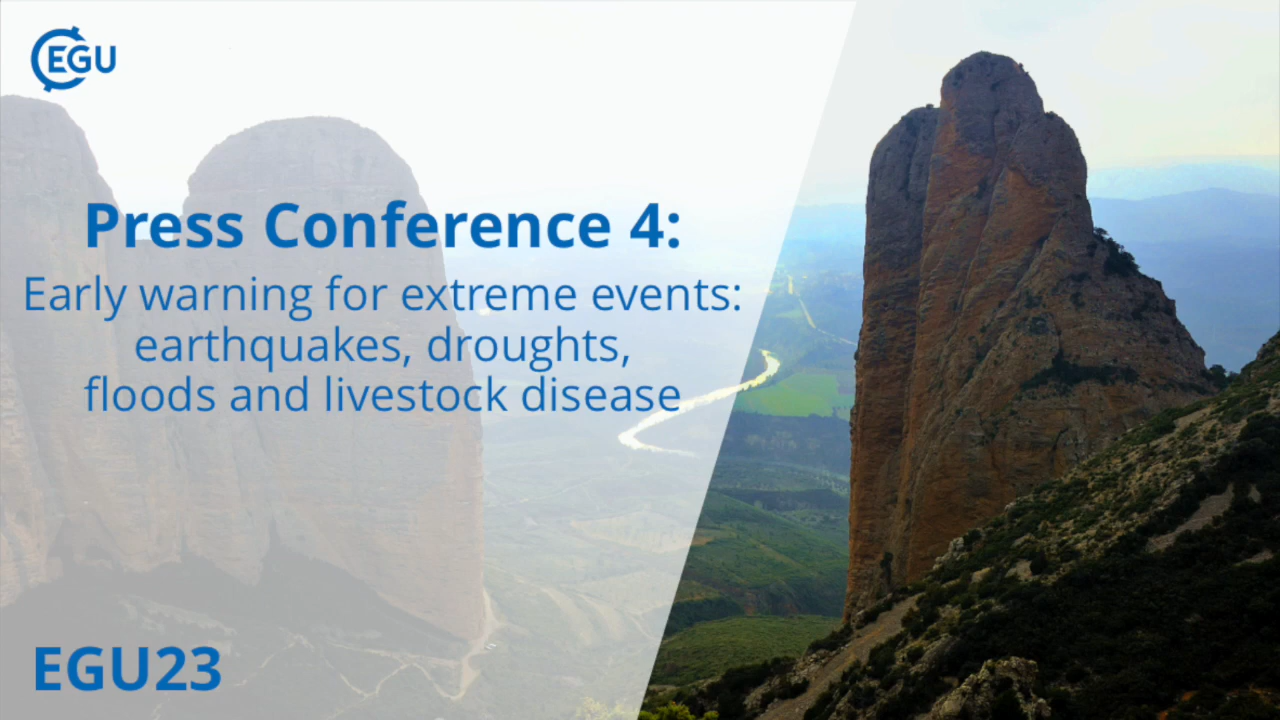 EGU
Press Conference 4:
Early warning for extreme events:
earthquakes, droughts,
floods and livestock disease
EGU23